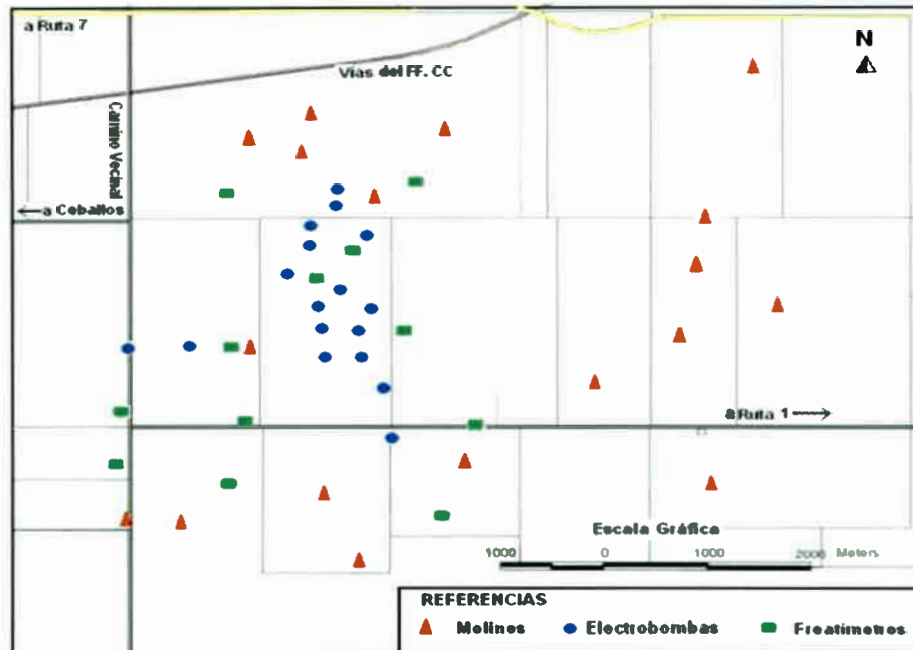 a Ruta 7
N
Vías del FF. CC
Camino Vecinal
←a Ceballos
a Ruta 1→
Escala Gráfica
1000 0 1000 2000 Meters
REFERENCIAS
Molinos Electrobombas Freatímetros